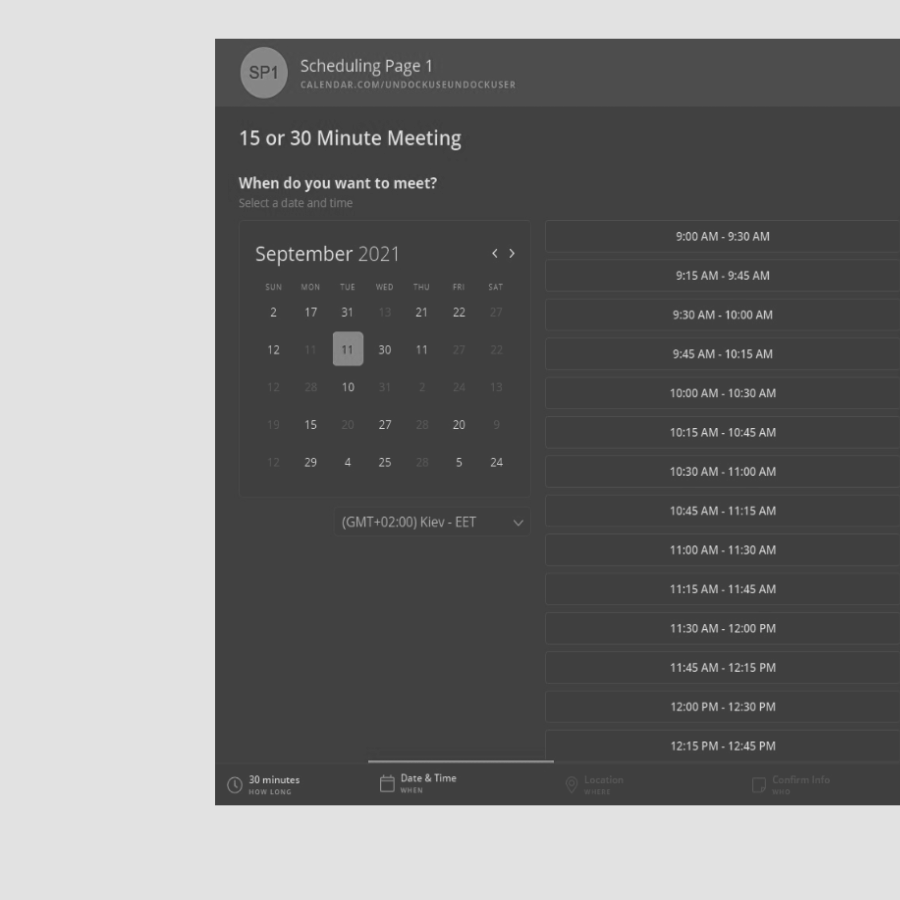 SP1
Scheduling Page 1
CALENDAR.COM/UNDOCKUSEUNDOCKUSER
15 or 30 Minute Meeting
When do you want to meet?
Select a date and time
September 2021
SUN MON TUE WED THU FRI SAT
2 17 31 13 21 22 27
12 11 11 30 11 27 22
12 28 10 31 2 24 13
19 15 20 27 28 20 9
12 29 4 25 28 5 24
(GMT+02:00) Kiev - EET
9:00 AM - 9:30 AM
9:15 AM - 9:45 AM
9:30 AM - 10:00 AM
9:45 AM - 10:15 AM
10:00 AM - 10:30 AM
10:15 AM - 10:45 AM
10:30 AM - 11:00 AM
10:45 AM - 11:15 AM
11:00 AM - 11:30 AM
11:15 AM - 11:45 AM
11:30 AM - 12:00 PM
11:45 AM - 12:15 PM
12:00 PM - 12:30 PM
12:15 PM - 12:45 PM
30 minutes
HOW LONG
Date & Time
WHEN
Location
WHERE
Confirm Info
WHO